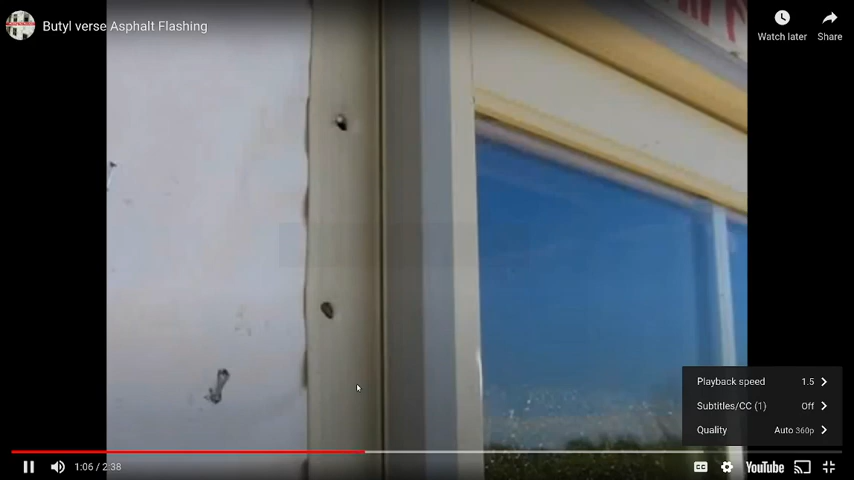 Butyl verse Asphalt Flashing
Watch later
Share
Playback speed 1.5
Subtitles/CC (1) Off
Quality Auto 360p
1:06 / 2:38
CC
YouTube